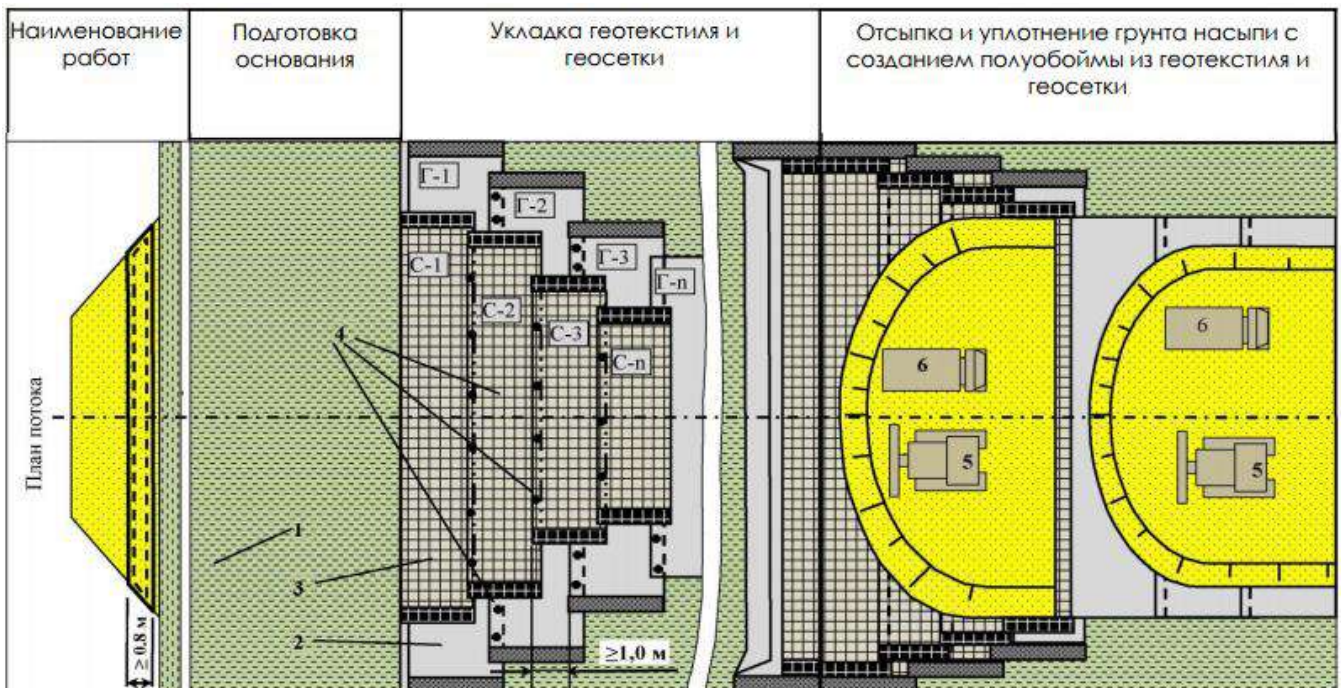 Наименование
работ
Подготовка
основания
Укладка геотекстиля и
геосетки
Отсыпка и уплотнение грунта насыпи с
созданием полуобоймы из геотекстиля и
геосетки
План потока
≥ 0.8 м
1
3
2
4
Г-1
Г-2
Г-3
Г-n
С-1
С-2
С-3
С-n
≥1,0 м
6
5
6
5